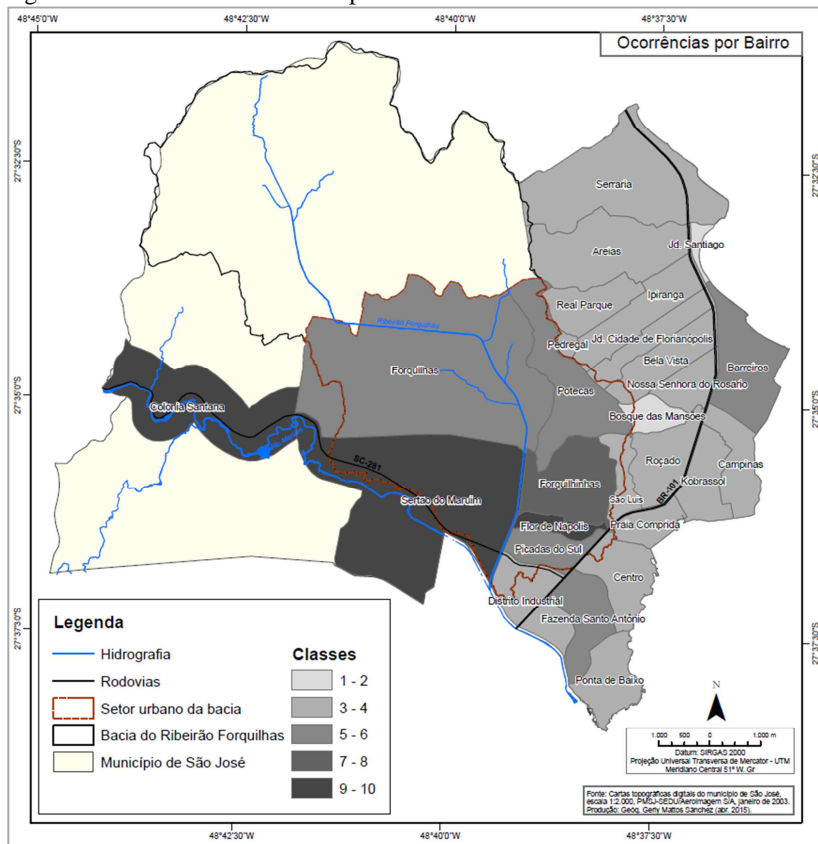 48°45'0"W
48°42'30"W
48°40'0"W
48°37'30"W
Ocorrências por Bairro
27°32'30"S
27°32'30"S
Serraria
Jd. Santiago
Areias
Ipiranga
Real Parque
Ribeirão Forquilhas
Jd. Cidade de Florianópolis
Pedregal
Bela Vista
Barreiros
Forquilhas
Potecas
Nossa Senhora do Rosário
27°35'0"S
27°35'0"S
Colonia Santana
Bosque das Mansões
Roçado
Campinas
SC-281
Forquilhinhas
Kobrassol
BR-101
Sertão do Maruim
São Luis
Flor de Napolis
Praia Comprida
Picadas do Sul
Centro
Distrito Industrial
Fazenda Santo Antônio
27°37'30"S
27°37'30"S
Ponta de Baixo
Legenda
Hidrografia
Rodovias
Setor urbano da bacia
Bacia do Ribeirão Forquilhas
Município de São José
Classes
1 - 2
3 - 4
5 - 6
7 - 8
9 - 10
N
1.000 500 0 1.000 m
Datum: SIRGAS 2000
Projeção Universal Transversa de Mercator - UTM
Meridiano Central 51° W. Gr
Fonte: Cartas topográficas digitais do município de São José,
escala 1:2.000, PMSJ-SEDU/Aeroimagem S/A, janeiro de 2003.
Produção: Geóg. Gerly Mattos Sánchez (abr. 2015).
48°42'30"W
48°40'0"W
48°37'30"W